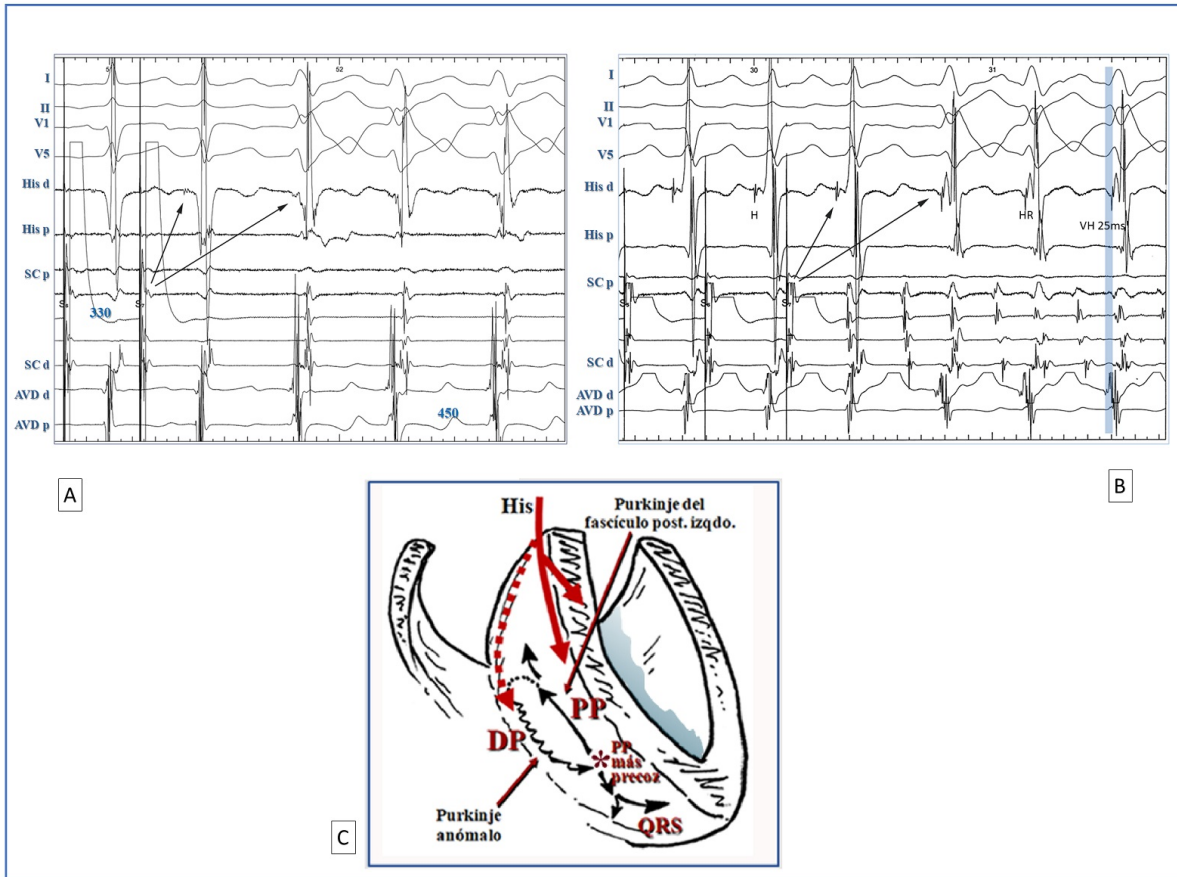 5
52
I
II
V1
V5
His d
His p
SC p
330
SC d
AVD d
450
AVD p
A
30
31
I
II
V1
V5
His d
H
HR
VH 25ms
His p
SC p
SC d
AVD d
AVD p
B
His
Purkinje del
fascículo post. izqdo.
PP
DP
* PP
más
precoz
QRS
Purkinje
anómalo
C